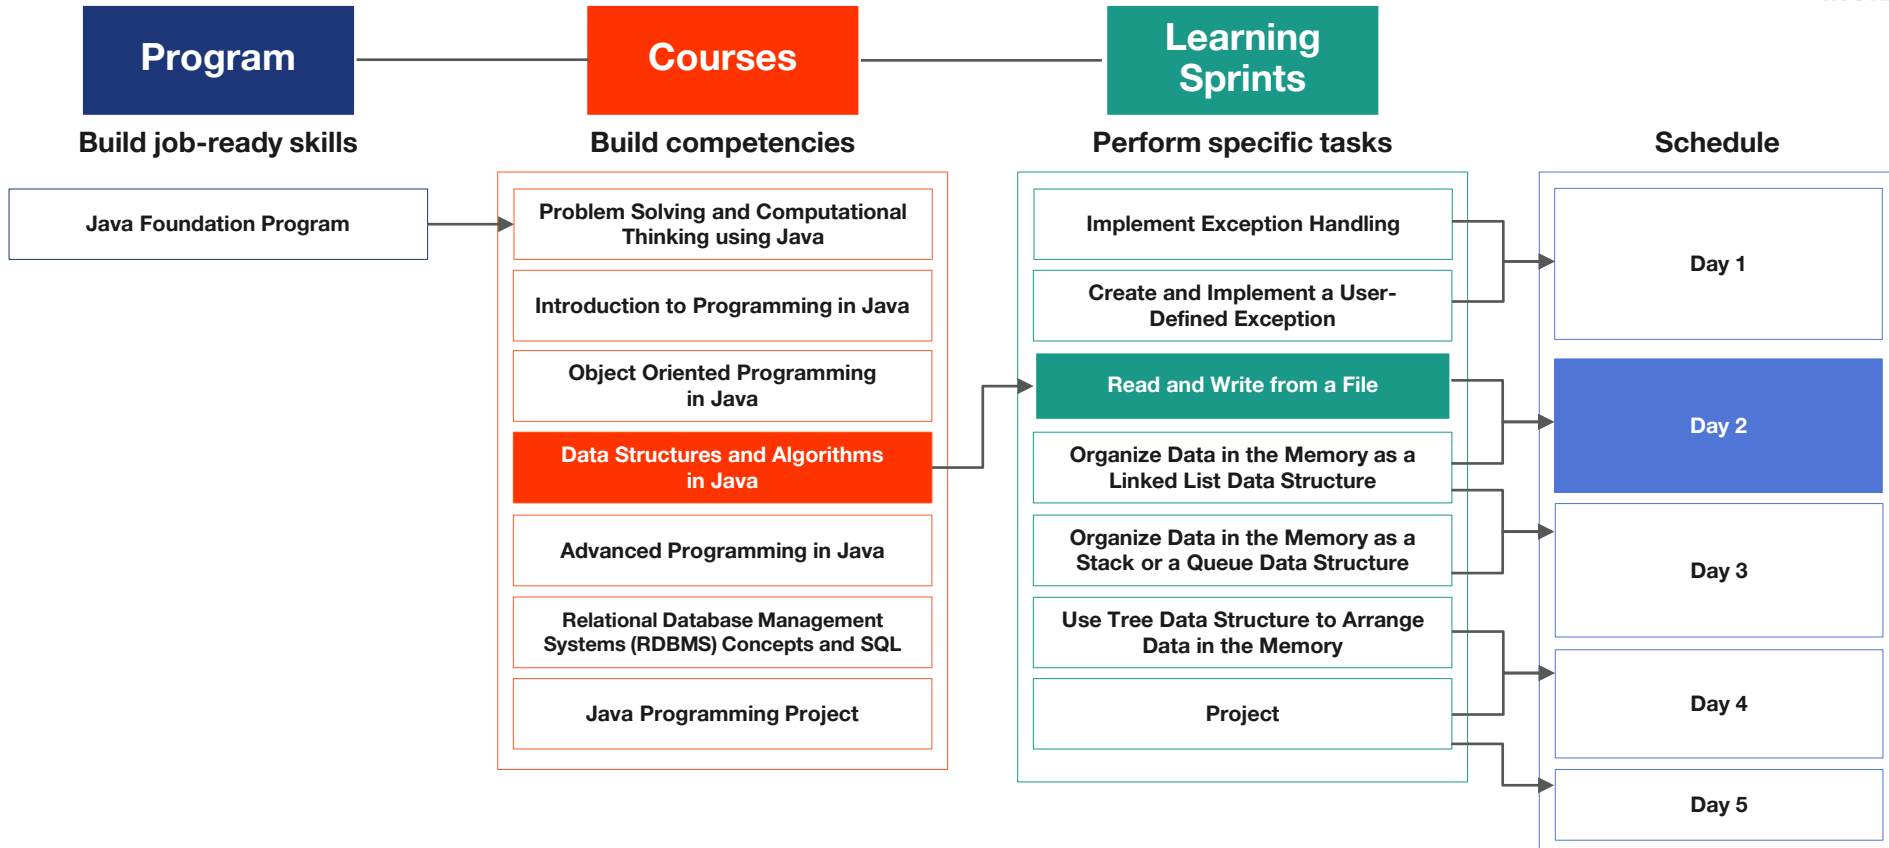 Program
Courses
Learning
Sprints
Build job-ready skills
Build competencies
Perform specific tasks
Schedule
Java Foundation Program
Problem Solving and Computational
Thinking using Java
Introduction to Programming in Java
Object Oriented Programming
in Java
Data Structures and Algorithms
in Java
Advanced Programming in Java
Relational Database Management
Systems (RDBMS) Concepts and SQL
Java Programming Project
Implement Exception Handling
Create and Implement a User-
Defined Exception
Read and Write from a File
Organize Data in the Memory as a
Linked List Data Structure
Organize Data in the Memory as a
Stack or a Queue Data Structure
Use Tree Data Structure to Arrange
Data in the Memory
Project
Day 1
Day 2
Day 3
Day 4
Day 5